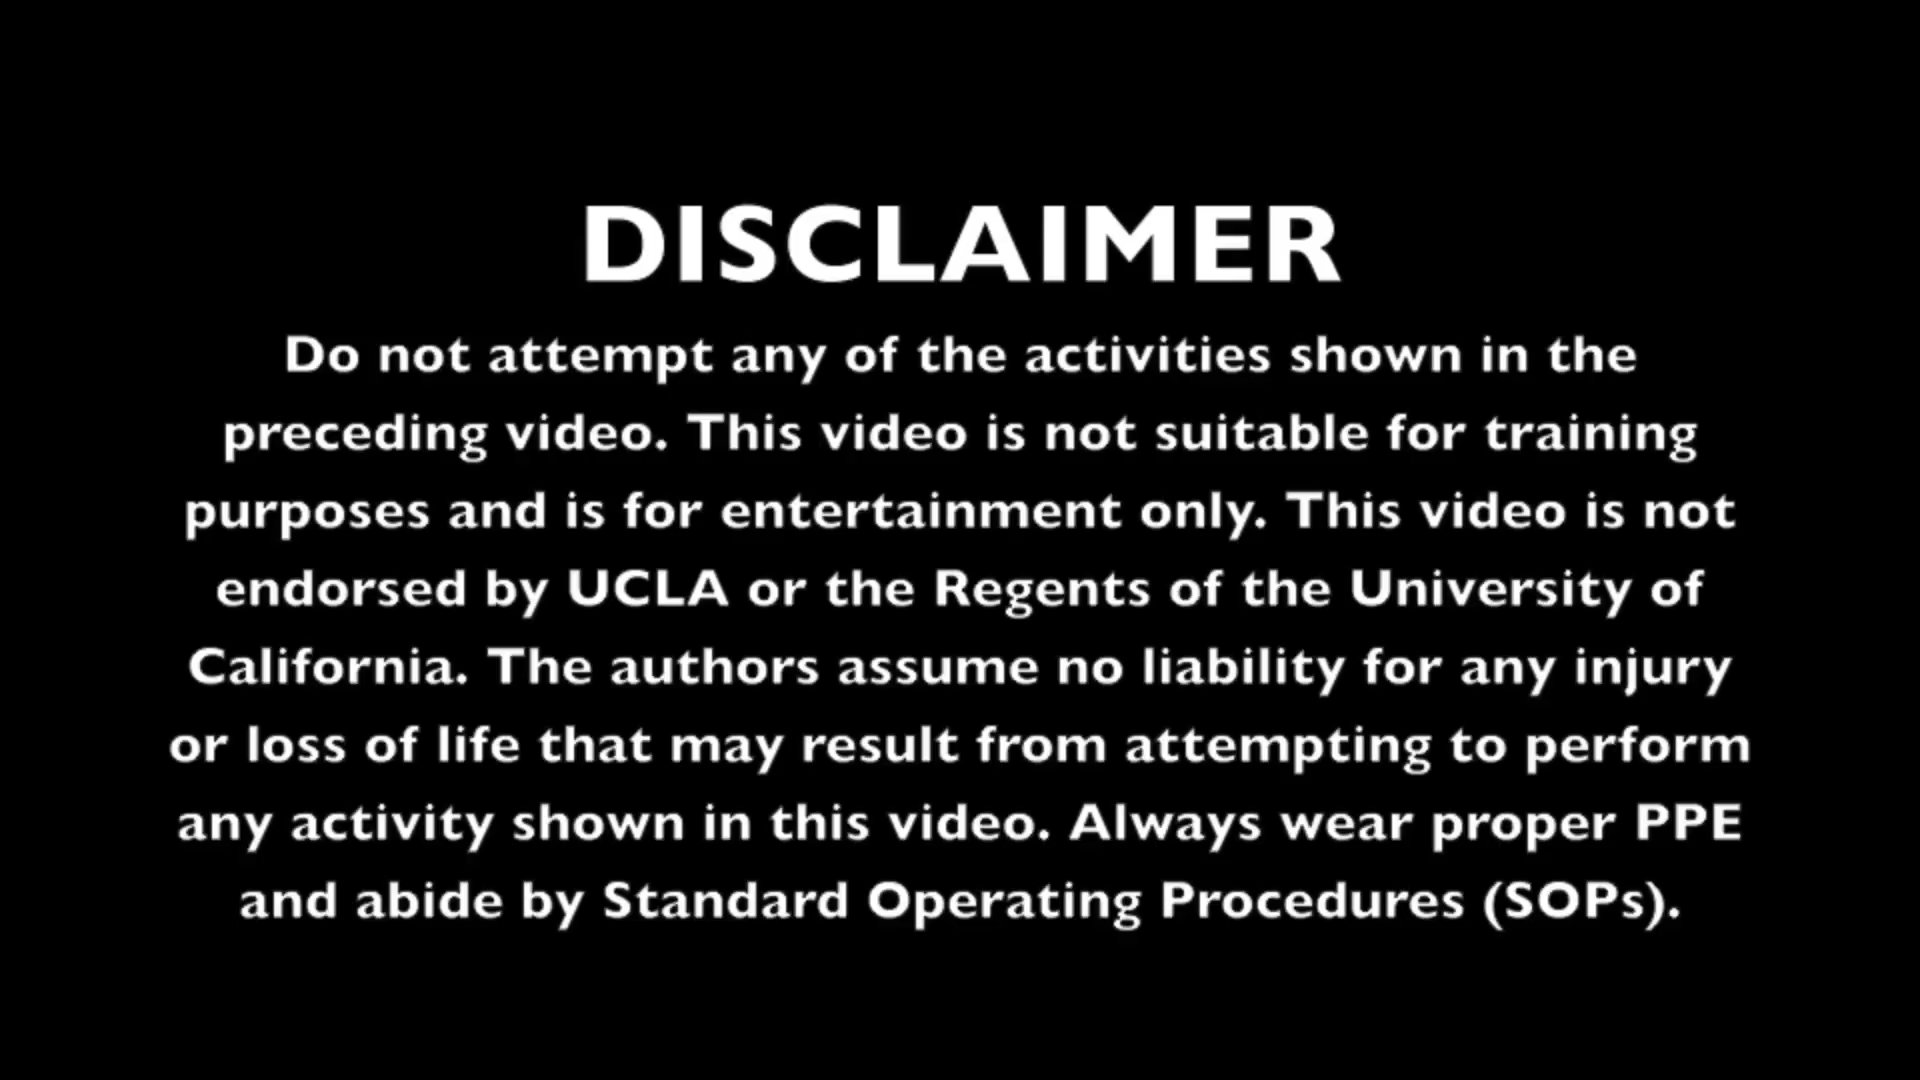 DISCLAIMER
Do not attempt any of the activities shown in the
preceding video. This video is not suitable for training
purposes and is for entertainment only. This video is not
endorsed by UCLA or the Regents of the University of
California. The authors assume no liability for any injury
or loss of life that may result from attempting to perform
any activity shown in this video. Always wear proper PPE
and abide by Standard Operating Procedures (SOPs).